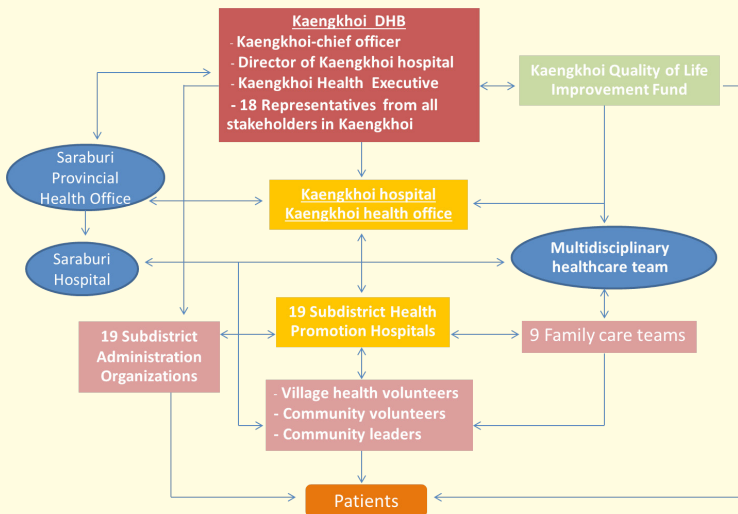 Kaengkhoi DHB
- Kaengkhoi-chief officer
- Director of Kaengkhoi hospital
- Kaengkhoi Health Executive
- 18 Representatives from all
stakeholders in Kaengkhoi
Kaengkhoi Quality of Life
Improvement Fund
Saraburi
Provincial
Health Office
Kaengkhoi hospital
Kaengkhoi health office
Saraburi
Hospital
Multidisciplinary
healthcare team
19 Subdistrict
Administration
Organizations
19 Subdistrict Health
Promotion Hospitals
9 Family care teams
- Village health volunteers
- Community volunteers
- Community leaders
Patients